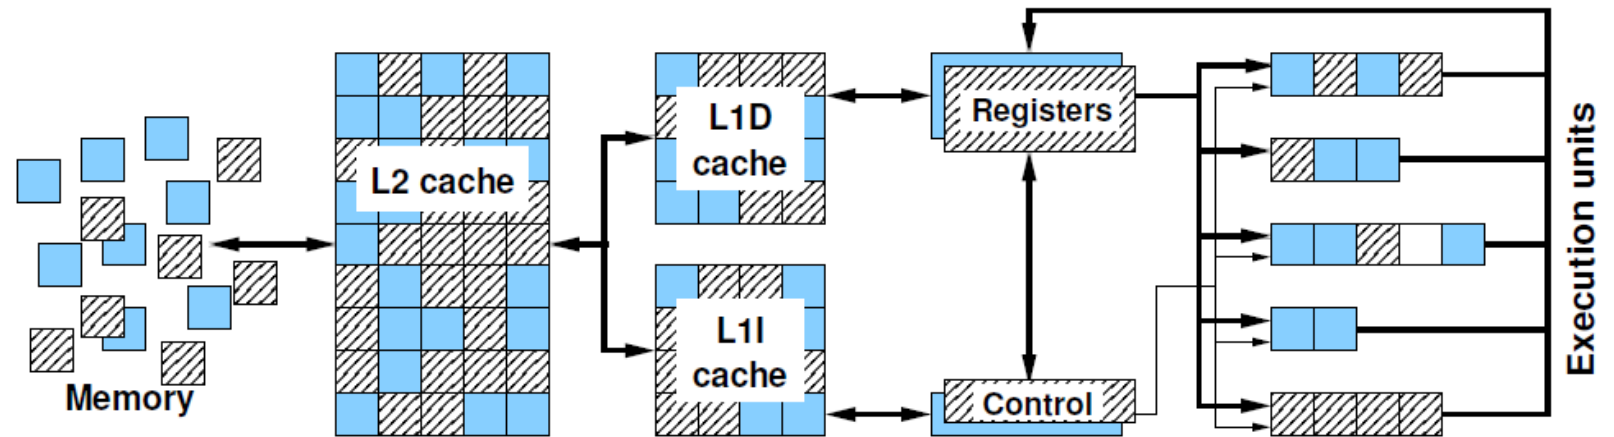 Memory
L2 cache
L1D
cache
L1I
cache
Registers
Control
Execution units